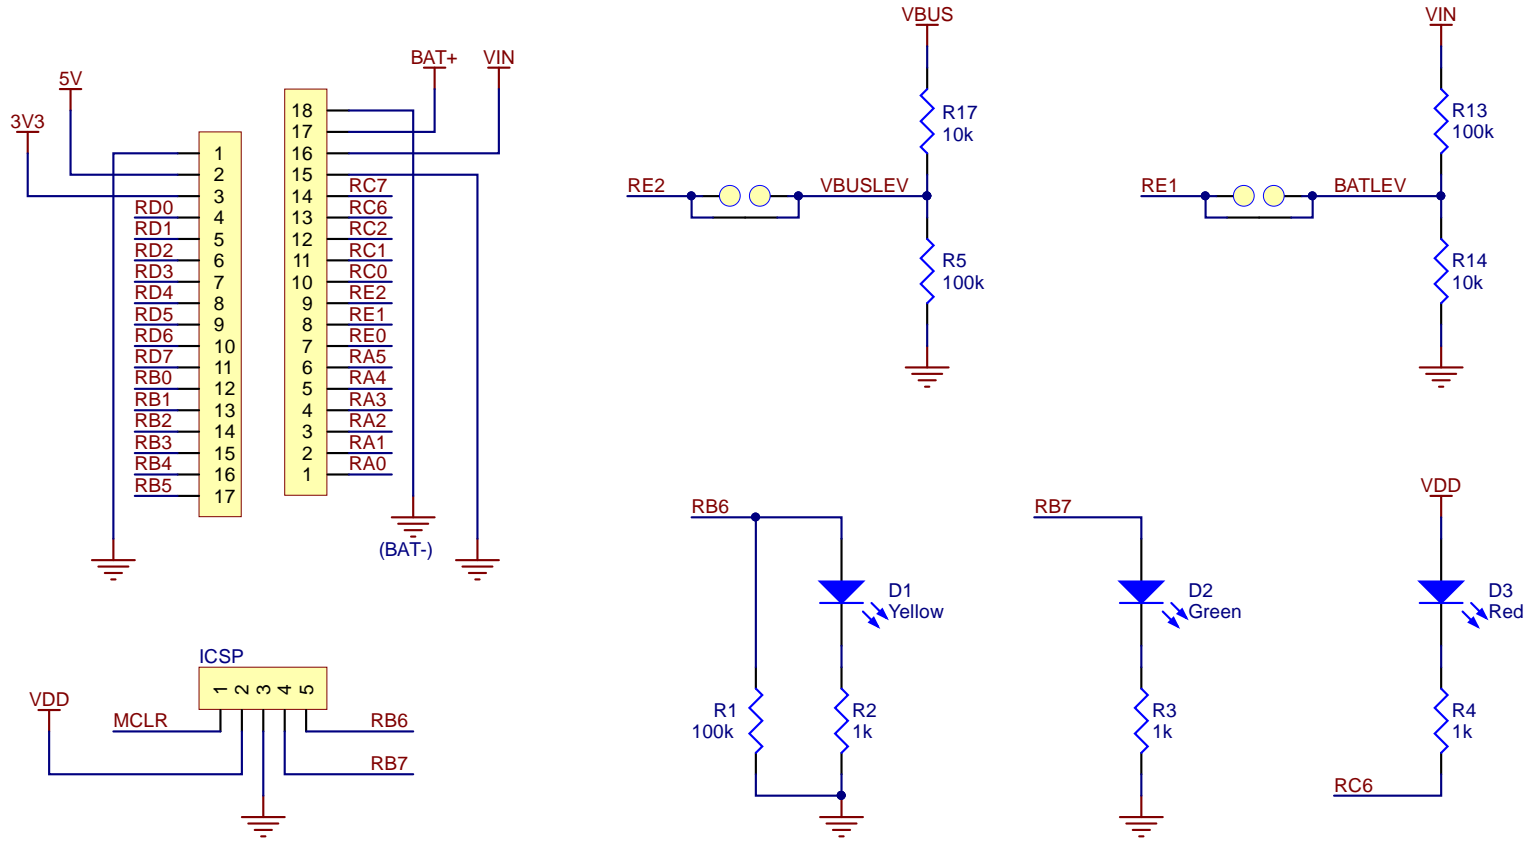 3V3
5V
1
2
3
RD0 4
RD1 5
RD2 6
RD3 7
RD4 8
RD5 9
RD6 10
RD7 11
RB0 12
RB1 13
RB2 14
RB3 15
RB4 16
RB5 17
BAT+ VIN
18
17
16
15
14 RC7
13 RC6
12 RC2
11 RC1
10 RC0
9 RE2
8 RE1
7 RE0
6 RA5
5 RA4
4 RA3
3 RA2
2 RA1
1 RA0
(BAT-)
VBUS
R17
10k
RE2 VBUSLEV
R5
100k
VIN
R13
100k
RE1 BATLEV
R14
10k
ICSP
1 2 3 4 5
VDD
MCLR RB6
RB7
RB6
D1
Yellow
R1
100k
R2
1k
RB7
D2
Green
R3
1k
VDD
D3
Red
R4
1k
RC6